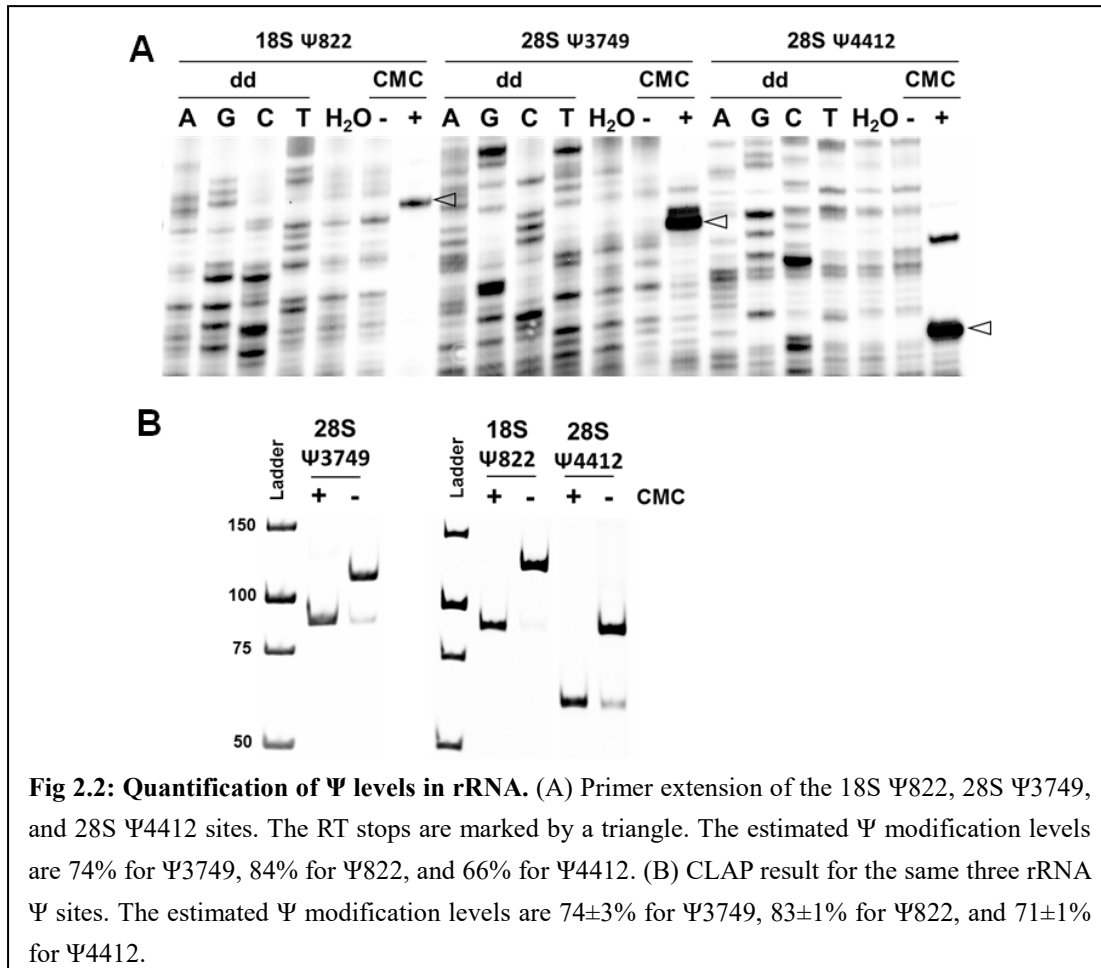 A
18S Ψ822 28S Ψ3749 28S Ψ4412
dd CMC dd CMC dd CMC
A G C T H₂O - + A G C T H₂O - + A G C T H₂O - +
B
Ladder 28S Ψ3749 Ladder 18S Ψ822 28S Ψ4412
+ - + - + - CMC
150
100
75
50
Fig 2.2: Quantification of Ψ levels in rRNA. (A) Primer extension of the 18S Ψ822, 28S Ψ3749,
and 28S Ψ4412 sites. The RT stops are marked by a triangle. The estimated Ψ modification levels
are 74% for Ψ3749, 84% for Ψ822, and 66% for Ψ4412. (B) CLAP result for the same three rRNA
Ψ sites. The estimated Ψ modification levels are 74±3% for Ψ3749, 83±1% for Ψ822, and 71±1%
for Ψ4412.